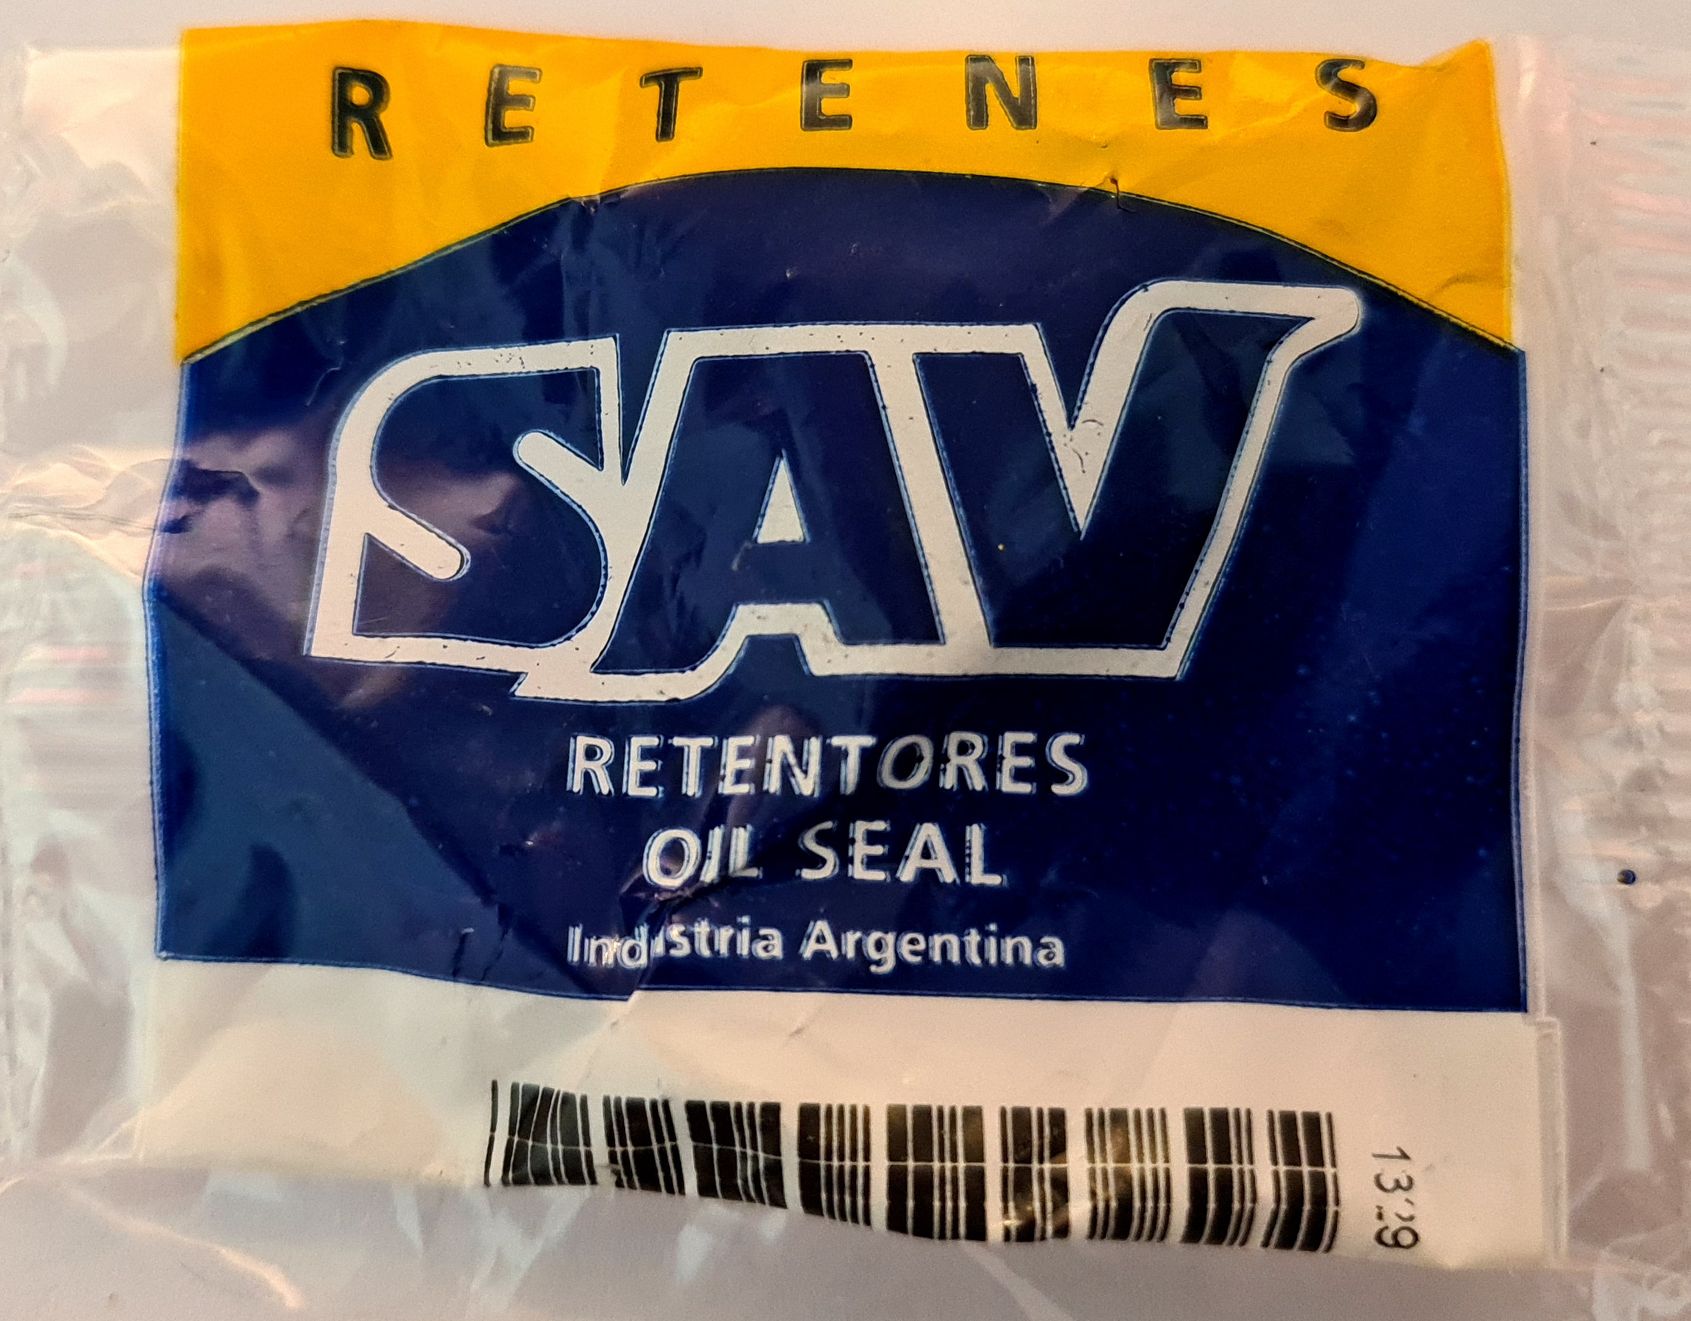 RETENES
SAV
RETENTORES
OIL SEAL
Industria Argentina